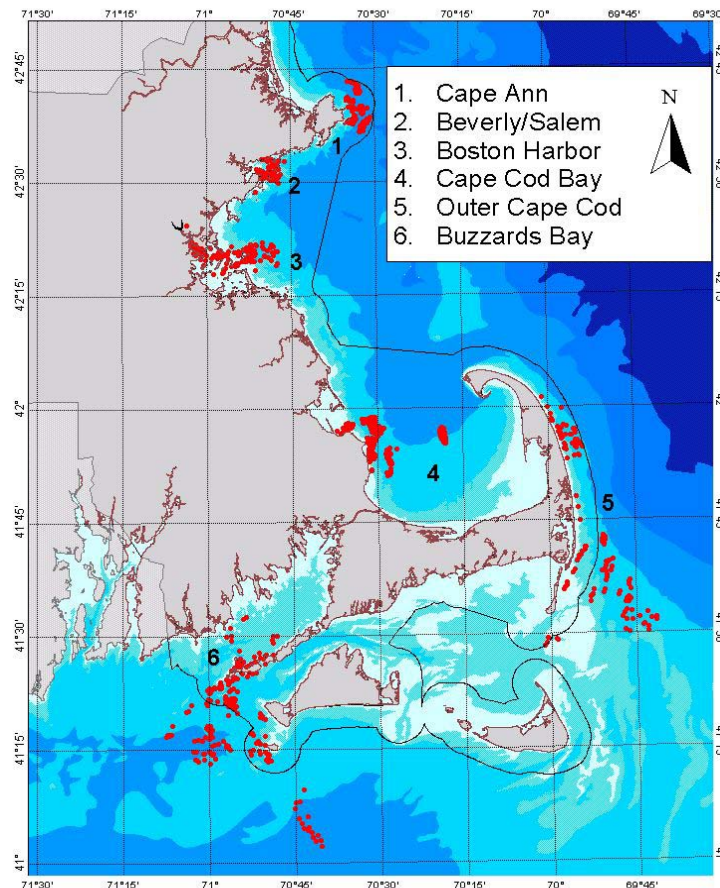 71°30' 71°15' 71° 70°45' 70°30' 70°15' 70° 69°45' 69°30'
42°45'
1. Cape Ann
2. Beverly/Salem
3. Boston Harbor
4. Cape Cod Bay
5. Outer Cape Cod
6. Buzzards Bay
N
1
42°30'
2
3
42°15'
42°
4
5
41°45'
41°30'
6
41°15'
41°
71°30' 71°15' 71° 70°45' 70°30' 70°15' 70° 69°45'